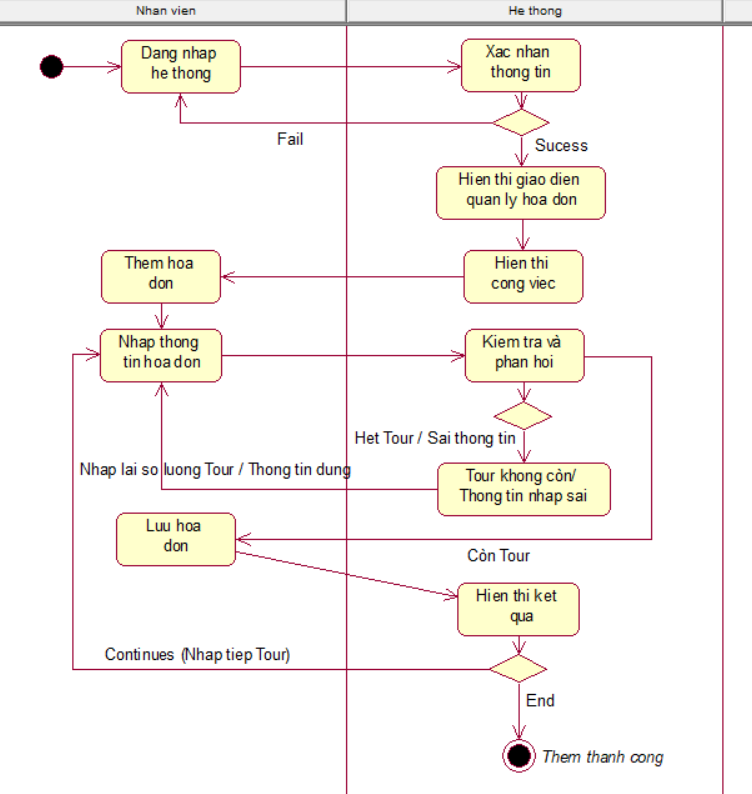 Nhan vien
He thong
Dang nhap
he thong
Xac nhan
thong tin
Fail
Sucess
Hien thi giao dien
quan ly hoa don
Them hoa
don
Hien thi
cong viec
Nhap thong
tin hoa don
Kiem tra và
phan hoi
Het Tour / Sai thong tin
Nhap lai so luong Tour / Thong tin dung
Tour khong còn/
Thong tin nhap sai
Luu hoa
don
Còn Tour
Hien thi ket
qua
Continues (Nhap tiep Tour)
End
Them thanh cong